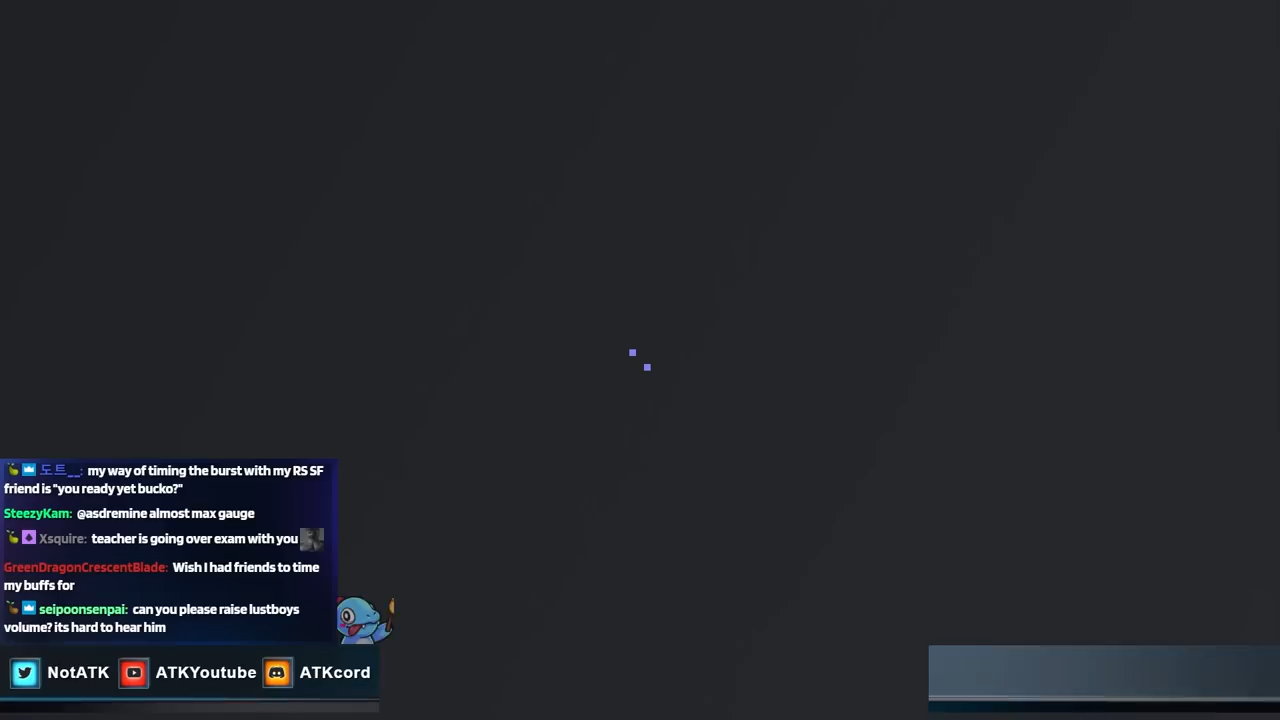 도트__: my way of timing the burst with my RS SF
friend is "you ready yet bucko?"
SteezyKam: @asdremine almost max gauge
Xsquire: teacher is going over exam with you
GreenDragonCrescentBlade: Wish I had friends to time
my buffs for
seipoonsenpai: can you please raise lustboys
volume? its hard to hear him
NotATK ATKYoutube ATKcord